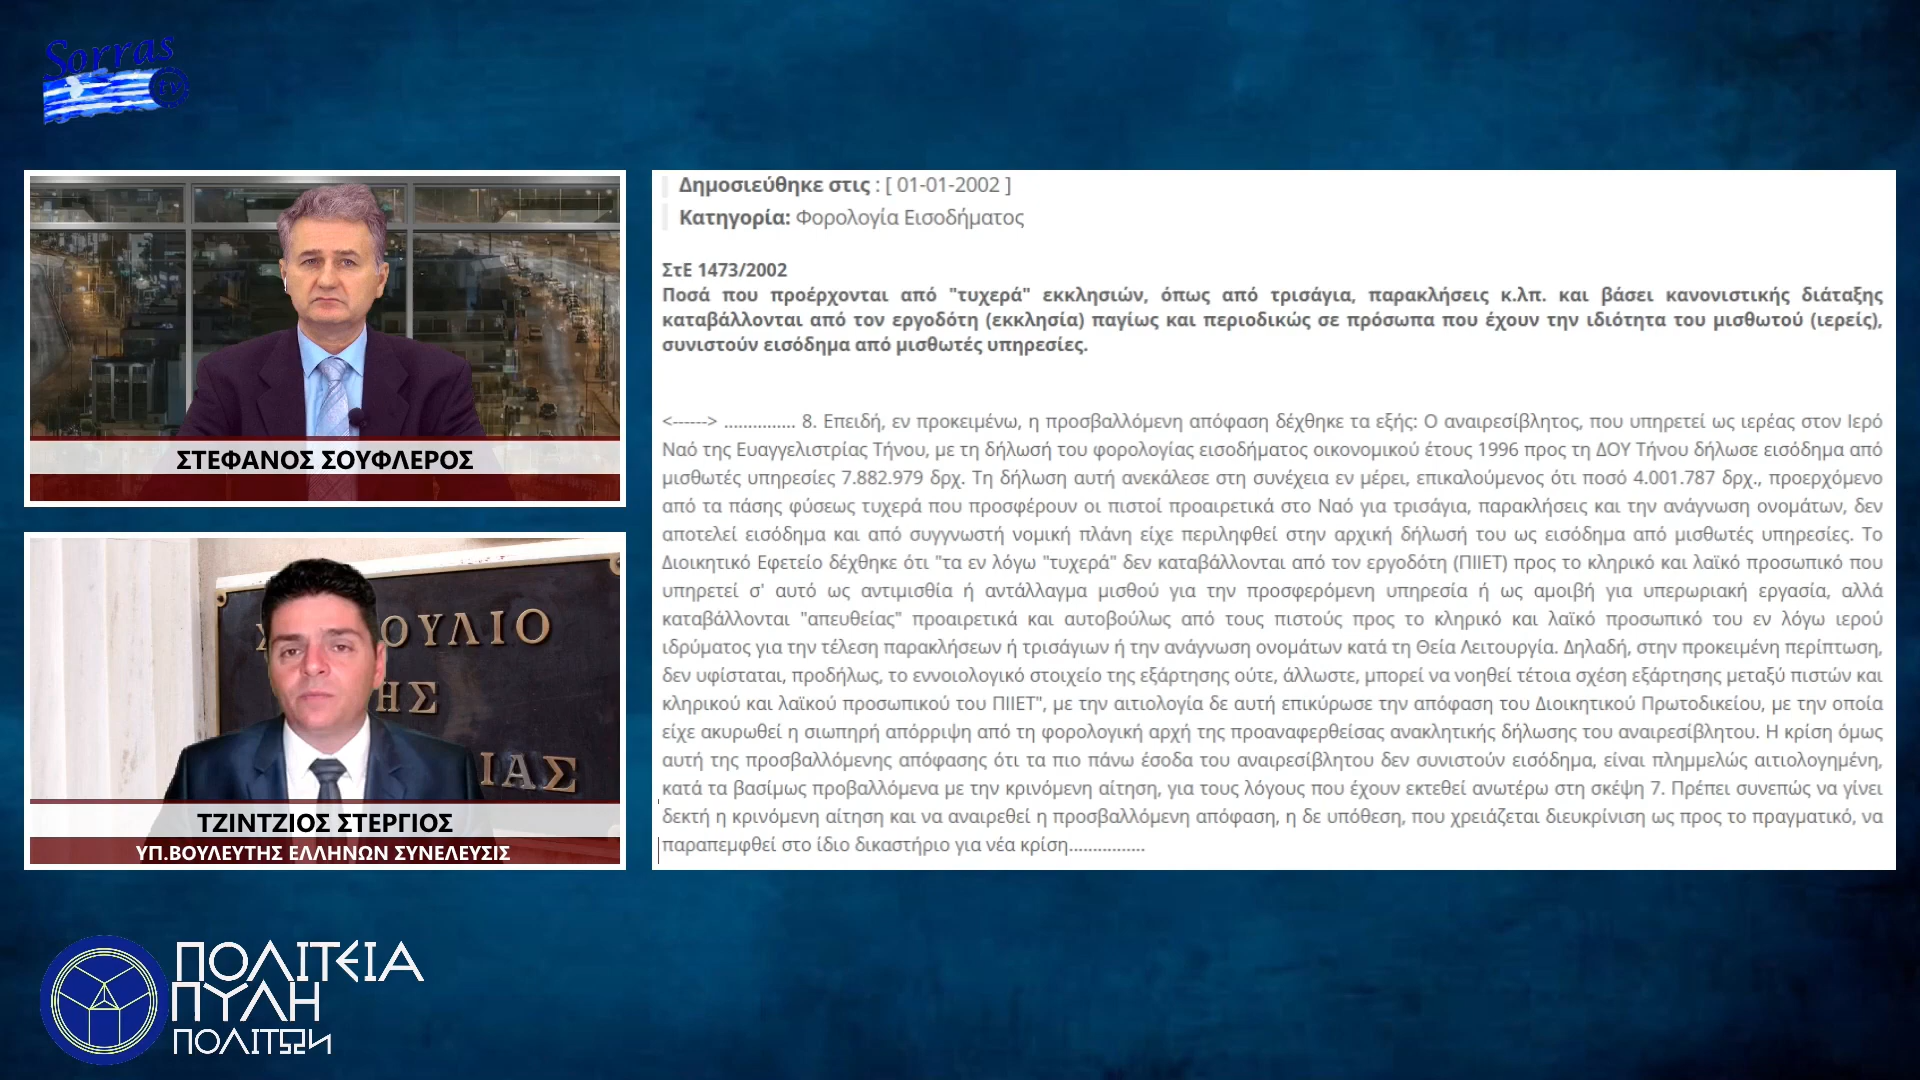 Sorras
tv
ΣΤΕΦΑΝΟΣ ΣΟΥΦΛΕΡΟΣ
ΟΥΛΙΟ
ΗΣ
ΙΑΣ
ΤΖΙΝΤΖΙΟΣ ΣΤΕΡΓΙΟΣ
ΥΠ.ΒΟΥΛΕΥΤΗΣ ΕΛΛΗΝΩΝ ΣΥΝΕΛΕΥΣΙΣ
ΠΟΛΙΤΕΙΑ
ΠΥΛΗ
ΠΟΛΙΤΩΝ
Δημοσιεύθηκε στις : [ 01-01-2002 ]
Κατηγορία: Φορολογία Εισοδήματος
ΣτΕ 1473/2002
Ποσά που προέρχονται από "τυχερά" εκκλησιών, όπως από τρισάγια, παρακλήσεις κ.λπ. και βάσει κανονιστικής διάταξης
καταβάλλονται από τον εργοδότη (εκκλησία) παγίως και περιοδικώς σε πρόσωπα που έχουν την ιδιότητα του μισθωτού (ιερείς),
συνιστούν εισόδημα από μισθωτές υπηρεσίες.
<------> ............... 8. Επειδή, εν προκειμένω, η προσβαλλόμενη απόφαση δέχθηκε τα εξής: Ο αναιρεσίβλητος, που υπηρετεί ως ιερέας στον Ιερό
Ναό της Ευαγγελιστρίας Τήνου, με τη δήλωσή του φορολογίας εισοδήματος οικονομικού έτους 1996 προς τη ΔΟΥ Τήνου δήλωσε εισόδημα από
μισθωτές υπηρεσίες 7.882.979 δρχ. Τη δήλωση αυτή ανεκάλεσε στη συνέχεια εν μέρει, επικαλούμενος ότι ποσό 4.001.787 δρχ., προερχόμενο
από τα πάσης φύσεως τυχερά που προσφέρουν οι πιστοί προαιρετικά στο Ναό για τρισάγια, παρακλήσεις και την ανάγνωση ονομάτων, δεν
αποτελεί εισόδημα και από συγγνωστή νομική πλάνη είχε περιληφθεί στην αρχική δήλωσή του ως εισόδημα από μισθωτές υπηρεσίες. Το
Διοικητικό Εφετείο δέχθηκε ότι "τα εν λόγω "τυχερά" δεν καταβάλλονται από τον εργοδότη (ΠΙΙΕΤ) προς το κληρικό και λαϊκό προσωπικό που
υπηρετεί σ' αυτό ως αντιμισθία ή αντάλλαγμα μισθού για την προσφερόμενη υπηρεσία ή ως αμοιβή για υπερωριακή εργασία, αλλά
καταβάλλονται "απευθείας" προαιρετικά και αυτοβούλως από τους πιστούς προς το κληρικό και λαϊκό προσωπικό του εν λόγω ιερού
ιδρύματος για την τέλεση παρακλήσεων ή τρισάγιων ή την ανάγνωση ονομάτων κατά τη Θεία Λειτουργία. Δηλαδή, στην προκειμένη περίπτωση,
δεν υφίσταται, προδήλως, το εννοιολογικό στοιχείο της εξάρτησης ούτε, άλλωστε, μπορεί να νοηθεί τέτοια σχέση εξάρτησης μεταξύ πιστών και
κληρικού και λαϊκού προσωπικού του ΠΙΙΕΤ", με την αιτιολογία δε αυτή επικύρωσε την απόφαση του Διοικητικού Πρωτοδικείου, με την οποία
είχε ακυρωθεί η σιωπηρή απόρριψη από τη φορολογική αρχή της προαναφερθείσας ανακλητικής δήλωσης του αναιρεσίβλητου. Η κρίση όμως
αυτή της προσβαλλόμενης απόφασης ότι τα πιο πάνω έσοδα του αναιρεσίβλητου δεν συνιστούν εισόδημα, είναι πλημμελώς αιτιολογημένη,
κατά τα βασίμως προβαλλόμενα με την κρινόμενη αίτηση, για τους λόγους που έχουν εκτεθεί ανωτέρω στη σκέψη 7. Πρέπει συνεπώς να γίνει
δεκτή η κρινόμενη αίτηση και να αναιρεθεί η προσβαλλόμενη απόφαση, η δε υπόθεση, που χρειάζεται διευκρίνιση ως προς το πραγματικό, να
παραπεμφθεί στο ίδιο δικαστήριο για νέα κρίση................